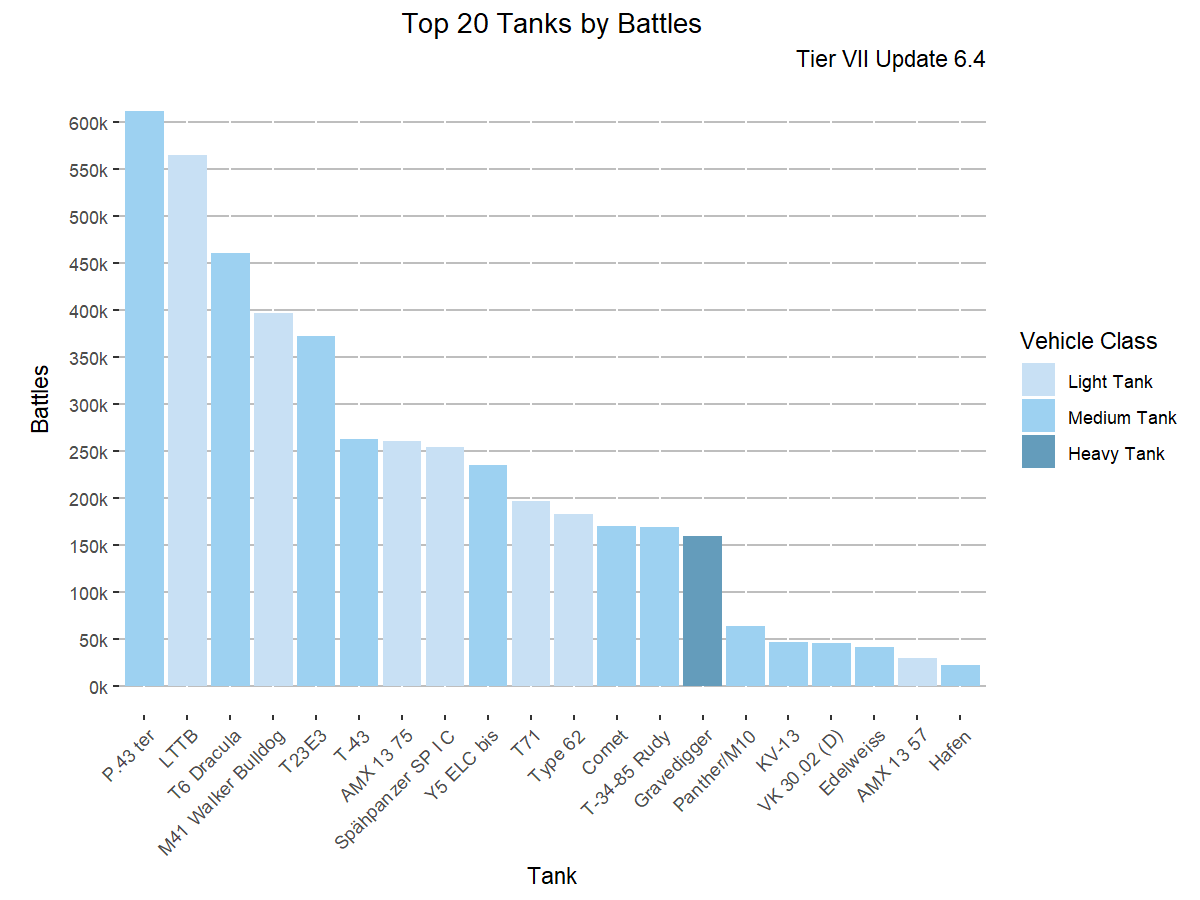 Top 20 Tanks by Battles
Tier VII Update 6.4
600k
550k
500k
450k
400k
350k
300k
250k
200k
150k
100k
50k
0k
Battles
P.43 ter
LTTB
T6 Dracula
M41 Walker Bulldog
T23E3
T-43
AMX 13 75
Spähpanzer SP I C
Y5 ELC bis
T71
Type 62
Comet
T-34-85 Rudy
Gravedigger
Panther/M10
KV-13
VK 30.02 (D)
Edelweiss
AMX 13 57
Hafen
Tank
Vehicle Class
Light Tank
Medium Tank
Heavy Tank